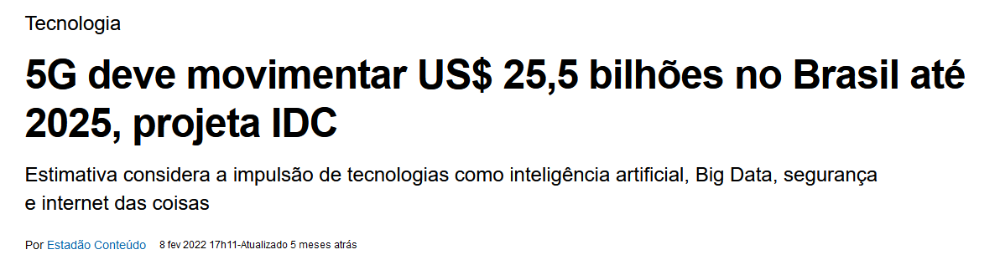 Tecnologia
5G deve movimentar US$ 25,5 bilhões no Brasil até
2025, projeta IDC
Estimativa considera a impulsão de tecnologias como inteligência artificial, Big Data, segurança
e internet das coisas
Por Estadão Conteúdo 8 fev 2022 17h11-Atualizado 5 meses atrás